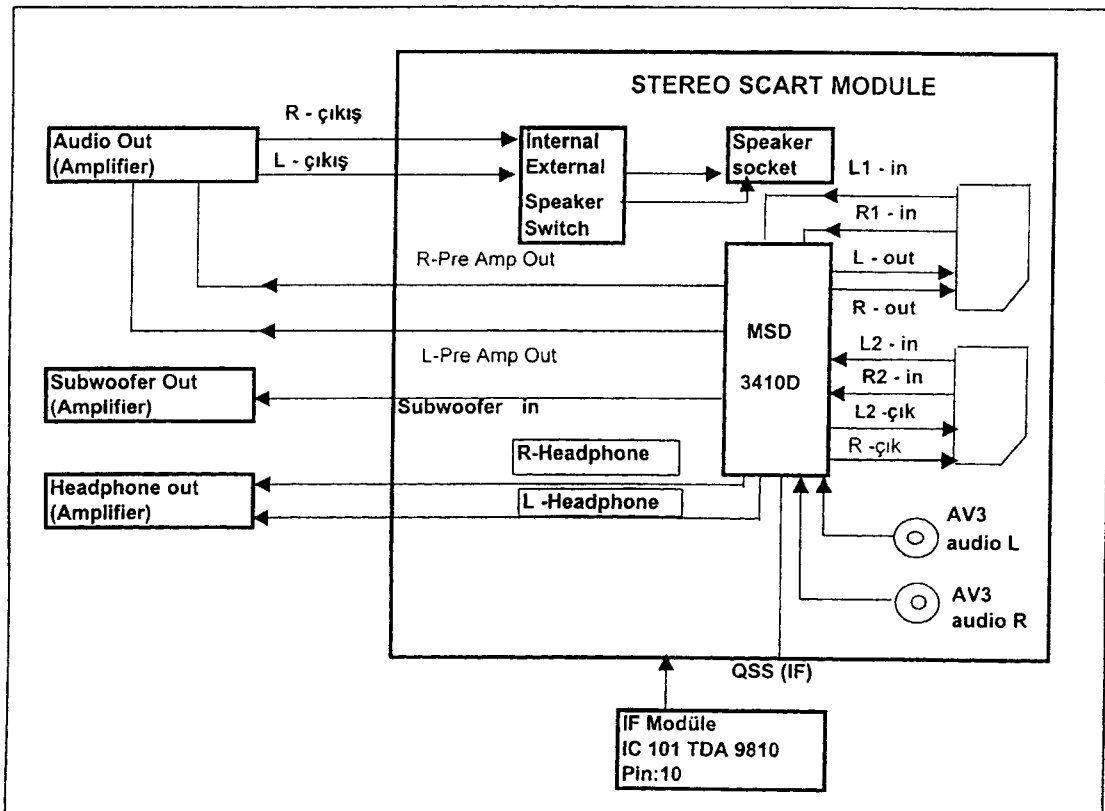 STEREO SCART MODULE
R - çıkış
L - çıkış
Audio Out
(Amplifier)
Internal
External
Speaker
Switch
Speaker
socket
L1 - in
R1 - in
L - out
R - out
R-Pre Amp Out
L-Pre Amp Out
MSD
3410D
L2 - in
R2 - in
L2 -çık
R -çık
Subwoofer Out
(Amplifier)
Subwoofer in
R-Headphone
L -Headphone
Headphone out
(Amplifier)
AV3
audio L
AV3
audio R
QSS (IF)
IF Modüle
IC 101 TDA 9810
Pin:10